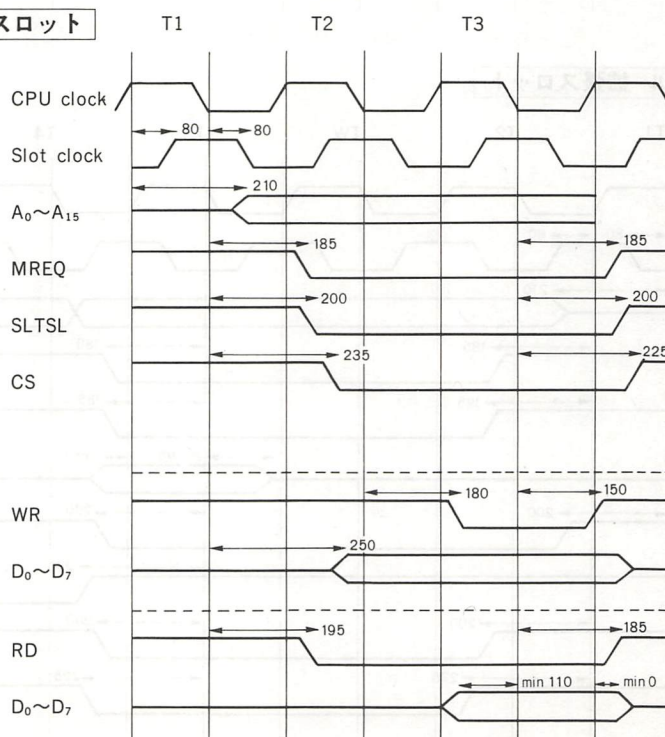 スロット
T1 T2 T3
CPU clock
80 80
Slot clock
210
A₀〜A₁₅
185 185
MREQ
200 200
SLTSL
235 225
CS
180 150
WR
250
D₀〜D₇
195 185
RD
min 110 min 0
D₀〜D₇